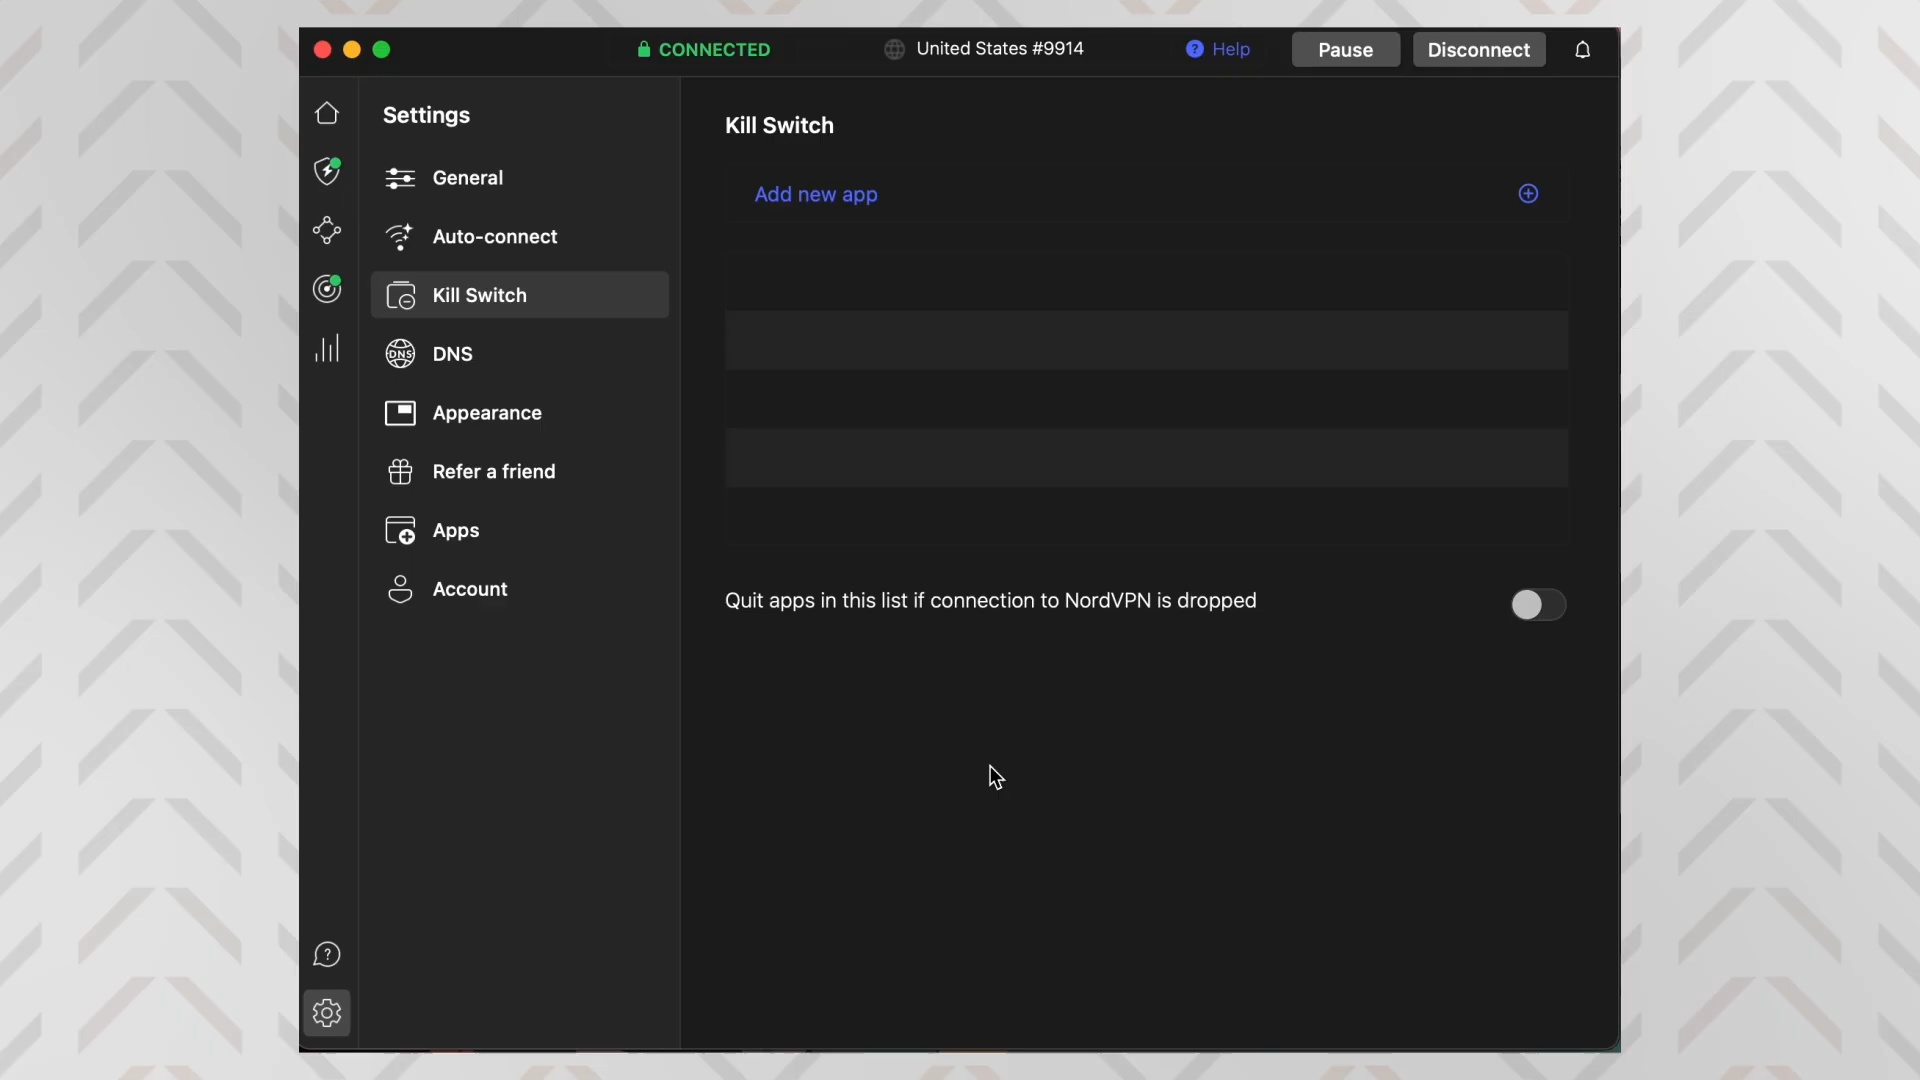 CONNECTED
United States #9914
? Help
Pause
Disconnect
Settings
General
Auto-connect
Kill Switch
DNS DNS
Appearance
Refer a friend
Apps
Account
Kill Switch
Add new app
Quit apps in this list if connection to NordVPN is dropped
?